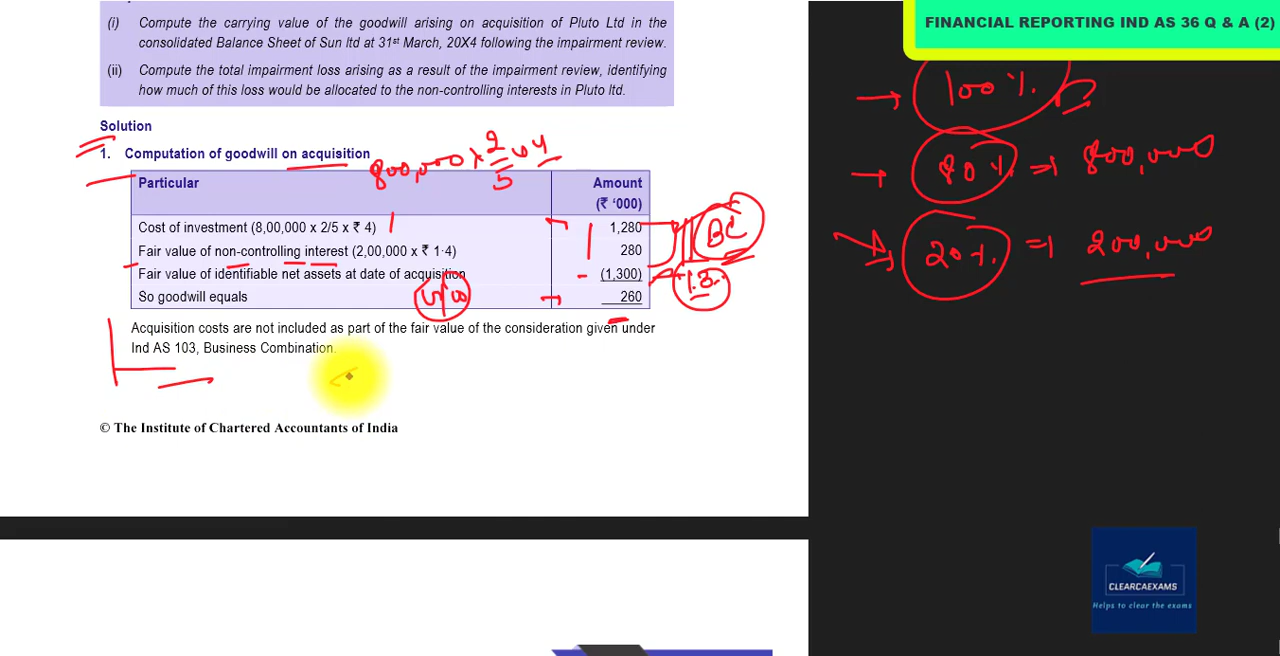 FINANCIAL REPORTING IND AS 36 Q & A (2)
(i) Compute the carrying value of the goodwill arising on acquisition of Pluto Ltd in the
consolidated Balance Sheet of Sun ltd at 31st March, 20X4 following the impairment review.
(ii) Compute the total impairment loss arising as a result of the impairment review, identifying
how much of this loss would be allocated to the non-controlling interests in Pluto ltd.
Solution
1. Computation of goodwill on acquisition
800,000 x 2/5 x 4
Particular Amount
(₹ ‘000)
Cost of investment (8,00,000 x 2/5 x ₹ 4) 1,280
Fair value of non-controlling interest (2,00,000 x ₹ 1·4) 280
Fair value of identifiable net assets at date of acquisition (1,300)
So goodwill equals 260
Acquisition costs are not included as part of the fair value of the consideration given under
Ind AS 103, Business Combination.
© The Institute of Chartered Accountants of India
100%
80% => 800,000
20% => 200,000
CLEARCAEXAMS
Helps to clear the exams